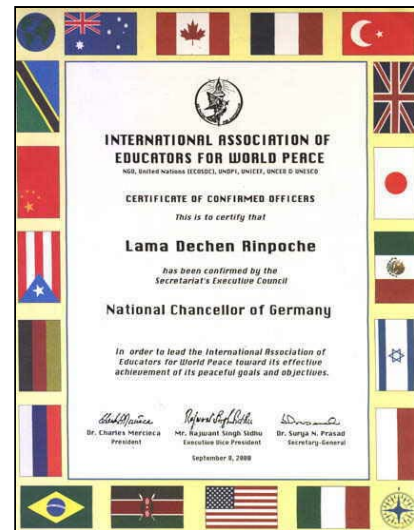 INTERNATIONAL ASSOCIATION OF
EDUCATORS FOR WORLD PEACE
NGO, United Nations (ECOSOC), UNDPI, UNICEF, UNCED & UNESCO
CERTIFICATE OF CONFIRMED OFFICERS
This is to certify that
Lama Dechen Rinpoche
has been confirmed by the
Secretariat's Executive Council
National Chancellor of Germany
In order to lead the International Association of
Educators for World Peace toward its effective
achievement of its peaceful goals and objectives.
Dr. Charles Mercieca Mr. Rajwant Singh Sidhu Dr. Surya N. Prasad
President Executive Vice President Secretary-General
September 8, 2000